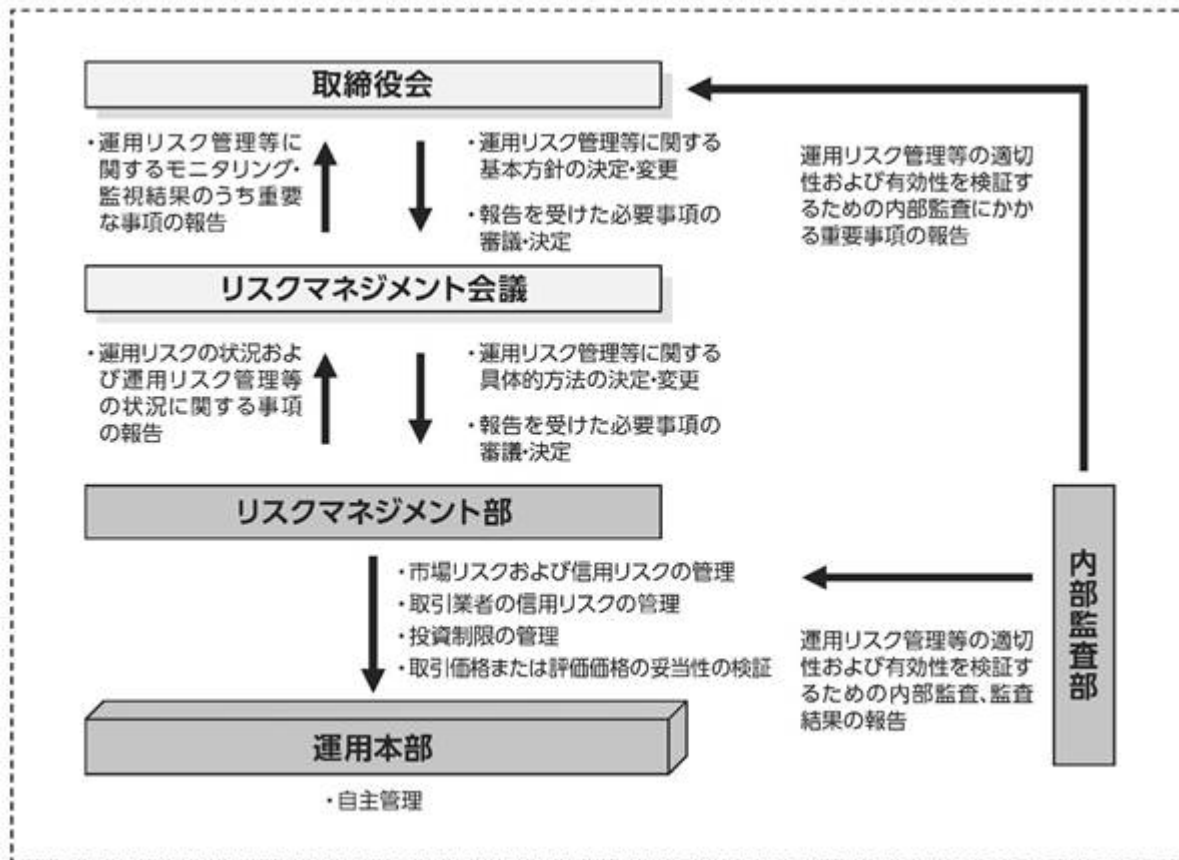 取締役会
・運用リスク管理等に
関するモニタリング・
監視結果のうち重要
な事項の報告
・運用リスク管理等に関する
基本方針の決定・変更
・報告を受けた必要事項の
審議・決定
運用リスク管理等の適切
性および有効性を検証す
るための内部監査にかか
る重要事項の報告
リスクマネジメント会議
・運用リスクの状況およ
び運用リスク管理等
の状況に関する事項
の報告
・運用リスク管理等に関する
具体的方法の決定・変更
・報告を受けた必要事項の
審議・決定
リスクマネジメント部
・市場リスクおよび信用リスクの管理
・取引業者の信用リスクの管理
・投資制限の管理
・取引価格または評価価格の妥当性の検証
内部監査部
運用リスク管理等の適切
性および有効性を検証す
るための内部監査、監査
結果の報告
運用本部
・自主管理